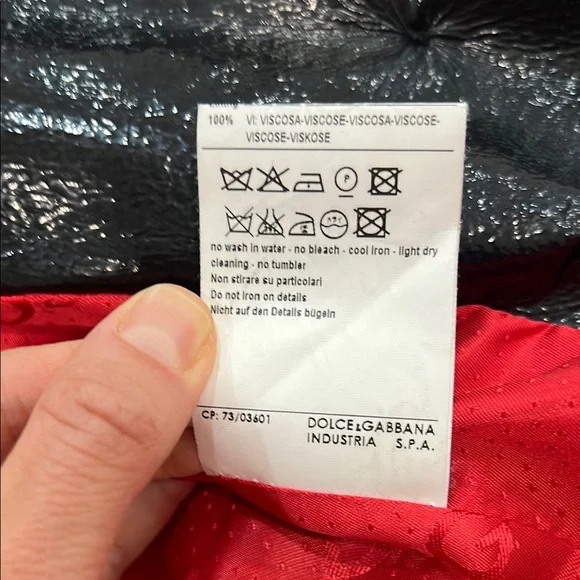 100% VI: VISCOSA-VISCOSE-VISCOSA-VISCOSE-
VISCOSE-VISKOSE
P
no wash in water - no bleach - cool iron - light dry
cleaning - no tumbler
Non stirare su particolari
Do not iron on details
Nicht auf den Details bügeln
CP: 73/03601
DOLCE&GABBANA
INDUSTRIA S.P.A.